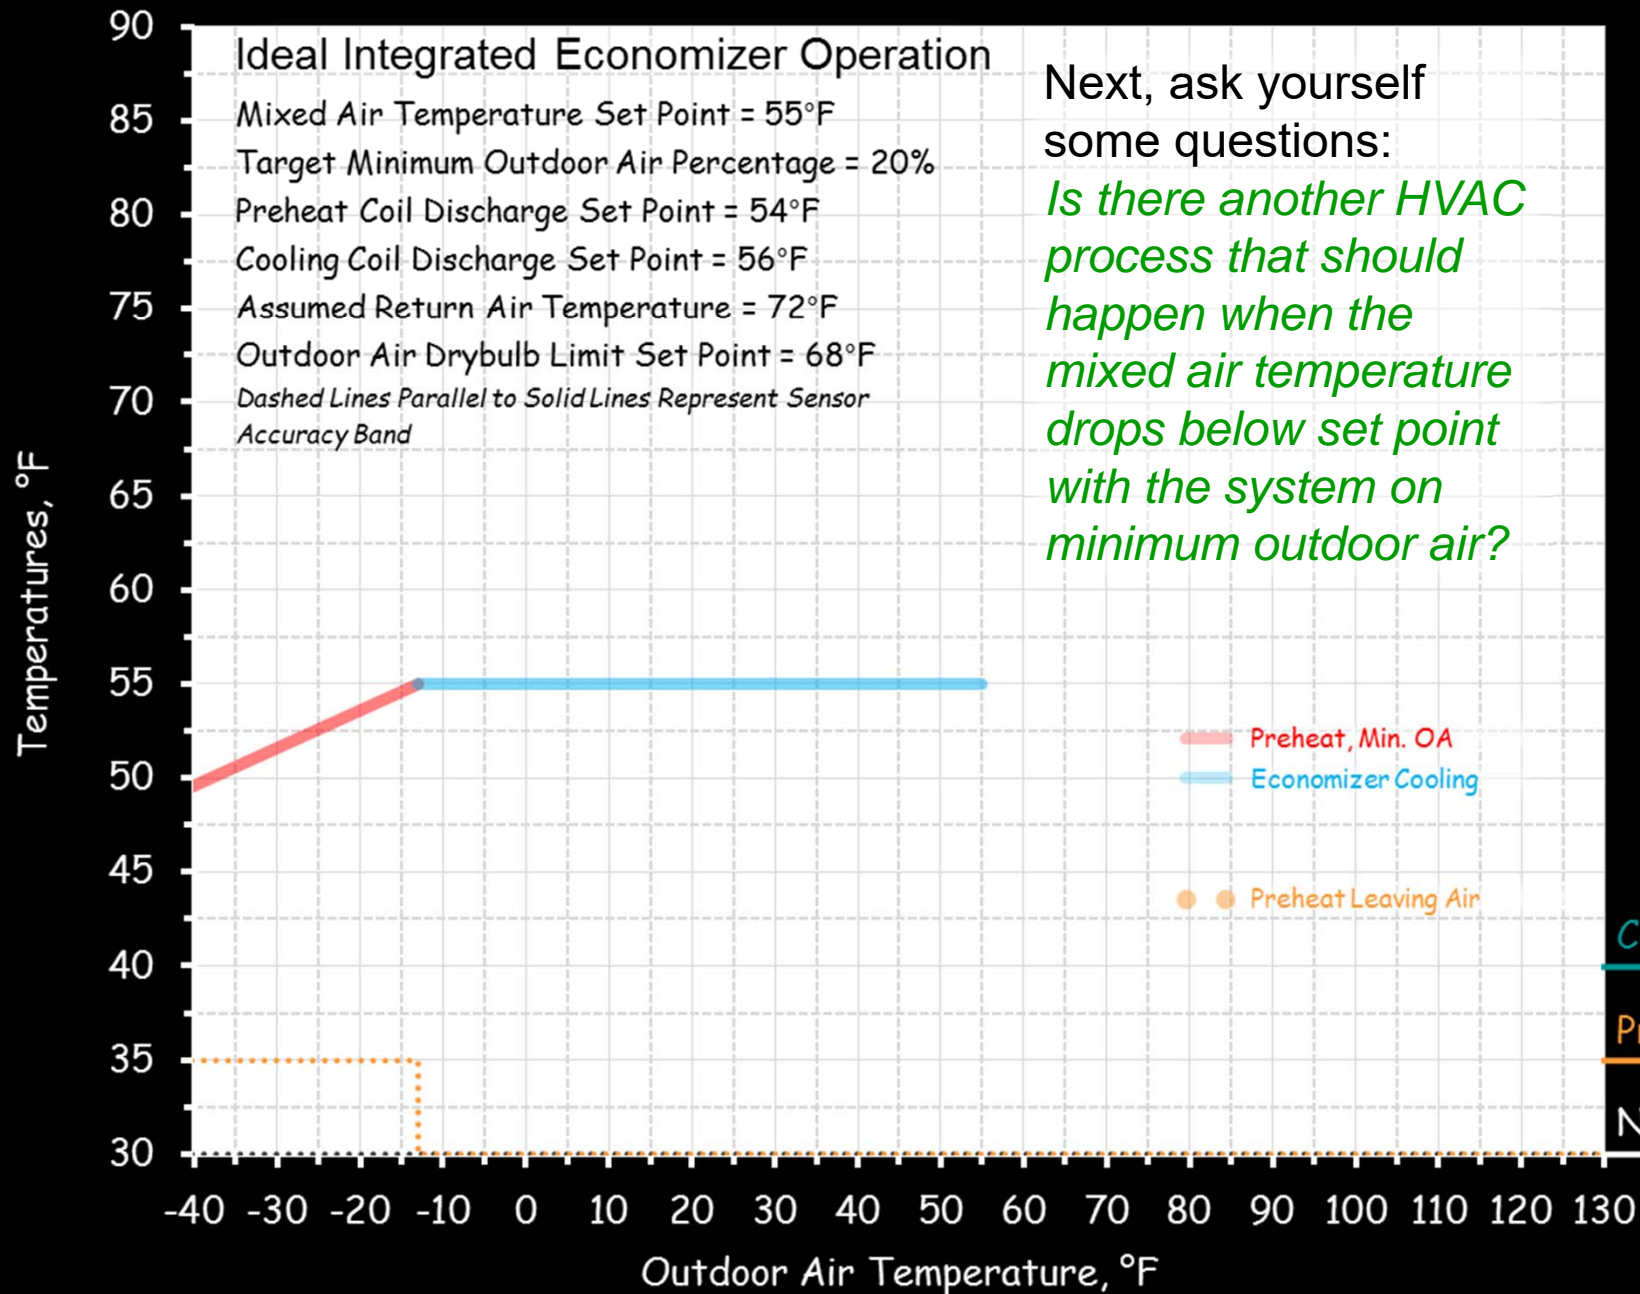 Ideal Integrated Economizer Operation
Mixed Air Temperature Set Point = 55°F
Target Minimum Outdoor Air Percentage = 20%
Preheat Coil Discharge Set Point = 54°F
Cooling Coil Discharge Set Point = 56°F
Assumed Return Air Temperature = 72°F
Outdoor Air Drybulb Limit Set Point = 68°F
Dashed Lines Parallel to Solid Lines Represent Sensor
Accuracy Band
Next, ask yourself
some questions:
Is there another HVAC
process that should
happen when the
mixed air temperature
drops below set point
with the system on
minimum outdoor air?
Temperatures, °F
90
85
80
75
70
65
60
55
50
45
40
35
30
Preheat, Min. OA
Economizer Cooling
Preheat Leaving Air
-40 -30 -20 -10 0 10 20 30 40 50 60 70 80 90 100 110 120 130
Outdoor Air Temperature, °F